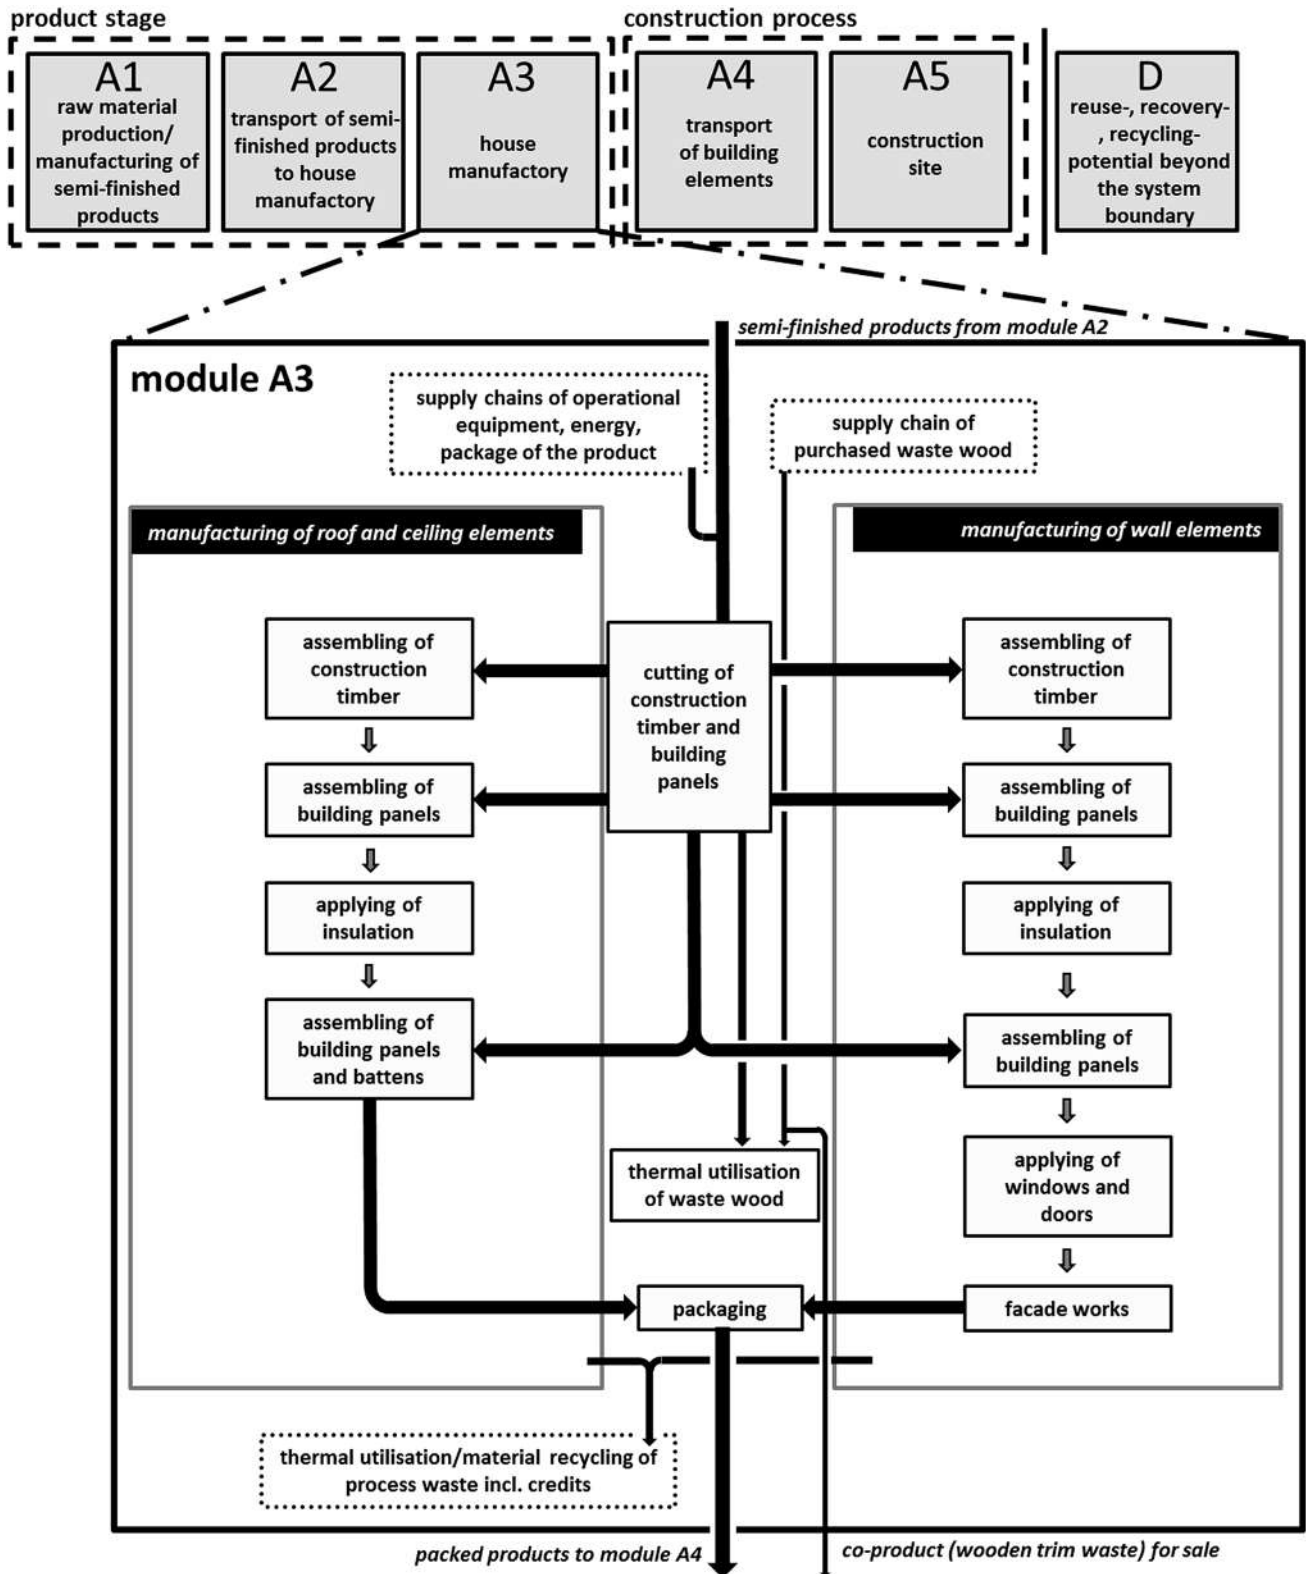 product stage
construction process
A1
raw material
production/
manufacturing of
semi-finished
products
A2
transport of semi-
finished products
to house
manufactory
A3
house
manufactory
A4
transport
of building
elements
A5
construction
site
D
reuse-, recovery-
, recycling-
potential beyond
the system
boundary
semi-finished products from module A2
module A3
supply chains of operational
equipment, energy,
package of the product
supply chain of
purchased waste wood
manufacturing of roof and ceiling elements
manufacturing of wall elements
assembling of
construction
timber
cutting of
construction
timber and
building
panels
assembling of
construction
timber
assembling of
building panels
assembling of
building panels
applying of
insulation
applying of
insulation
assembling of
building panels
and battens
assembling of
building panels
thermal utilisation
of waste wood
applying of
windows and
doors
packaging
facade works
thermal utilisation/material recycling of
process waste incl. credits
packed products to module A4
co-product (wooden trim waste) for sale